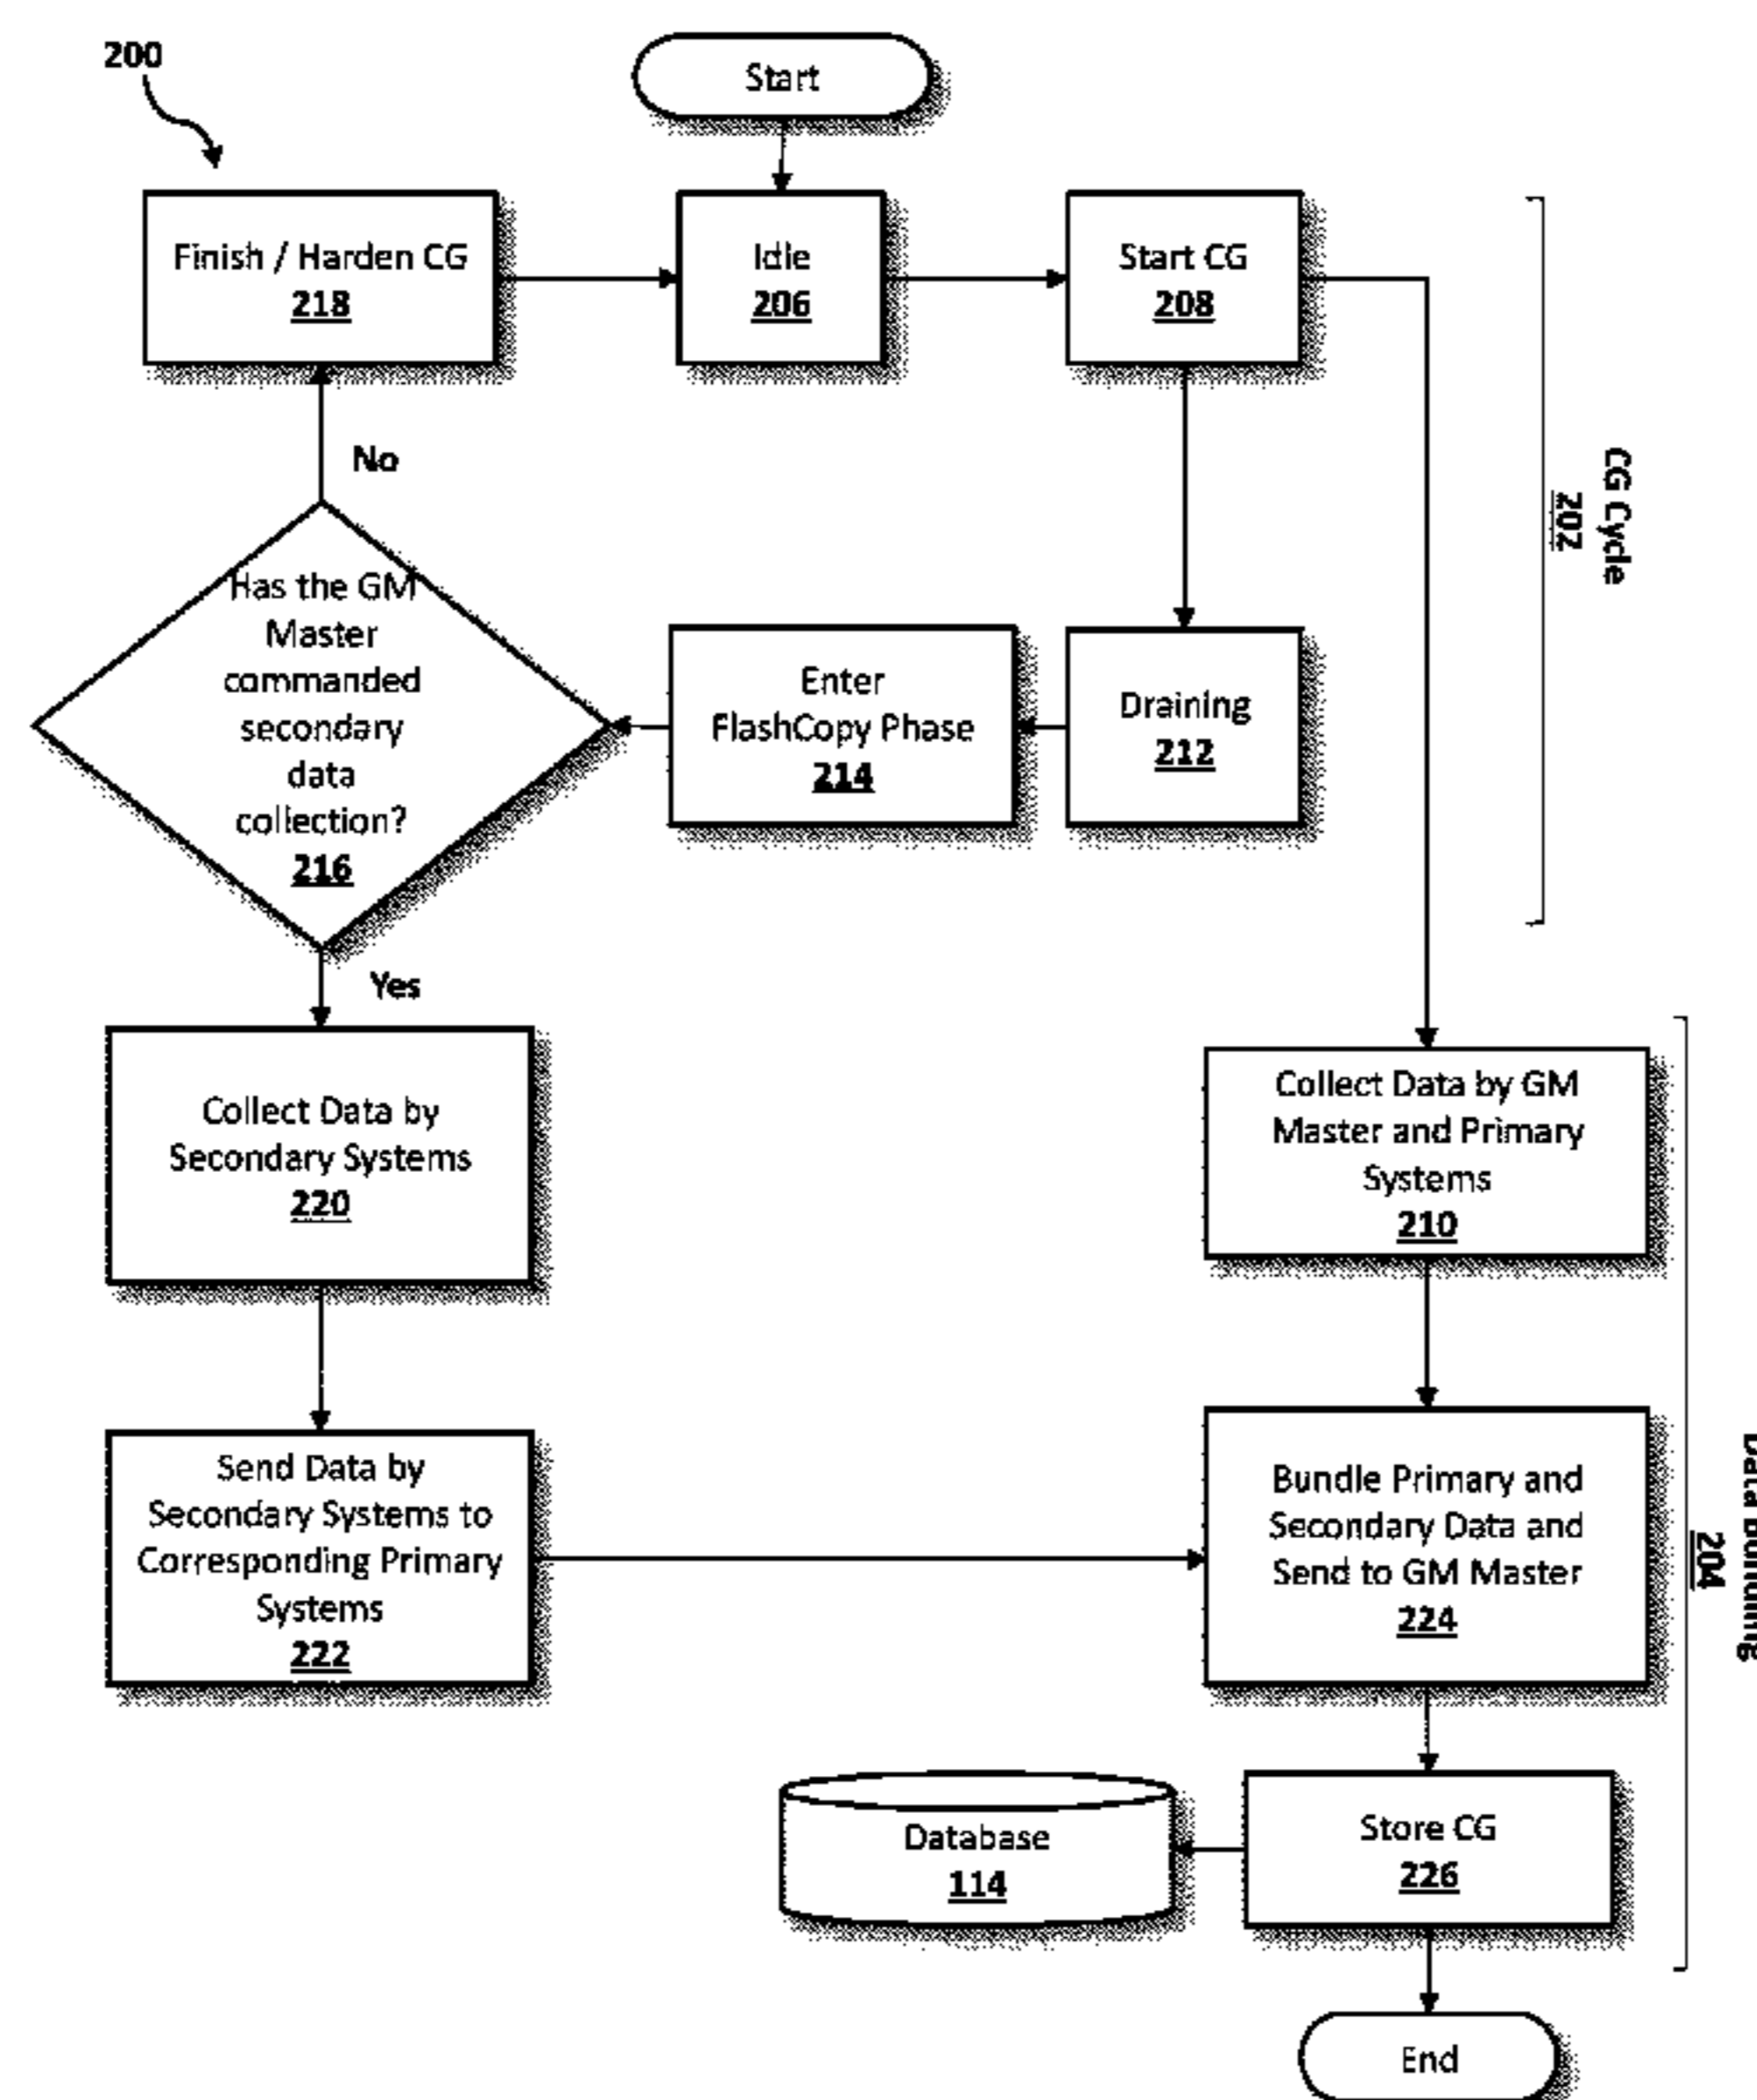 200
Start
Finish / Harden CG
218
Idle
206
Start CG
208
CG Cycle
202
No
Has the GM
Master
commanded
secondary
data
collection?
216
Enter
FlashCopy Phase
214
Draining
212
Yes
Collect Data by
Secondary Systems
220
Collect Data by GM
Master and Primary
Systems
210
Send Data by
Secondary Systems to
Corresponding Primary
Systems
222
Bundle Primary and
Secondary Data and
Send to GM Master
224
Data
204
Database
114
Store CG
226
End